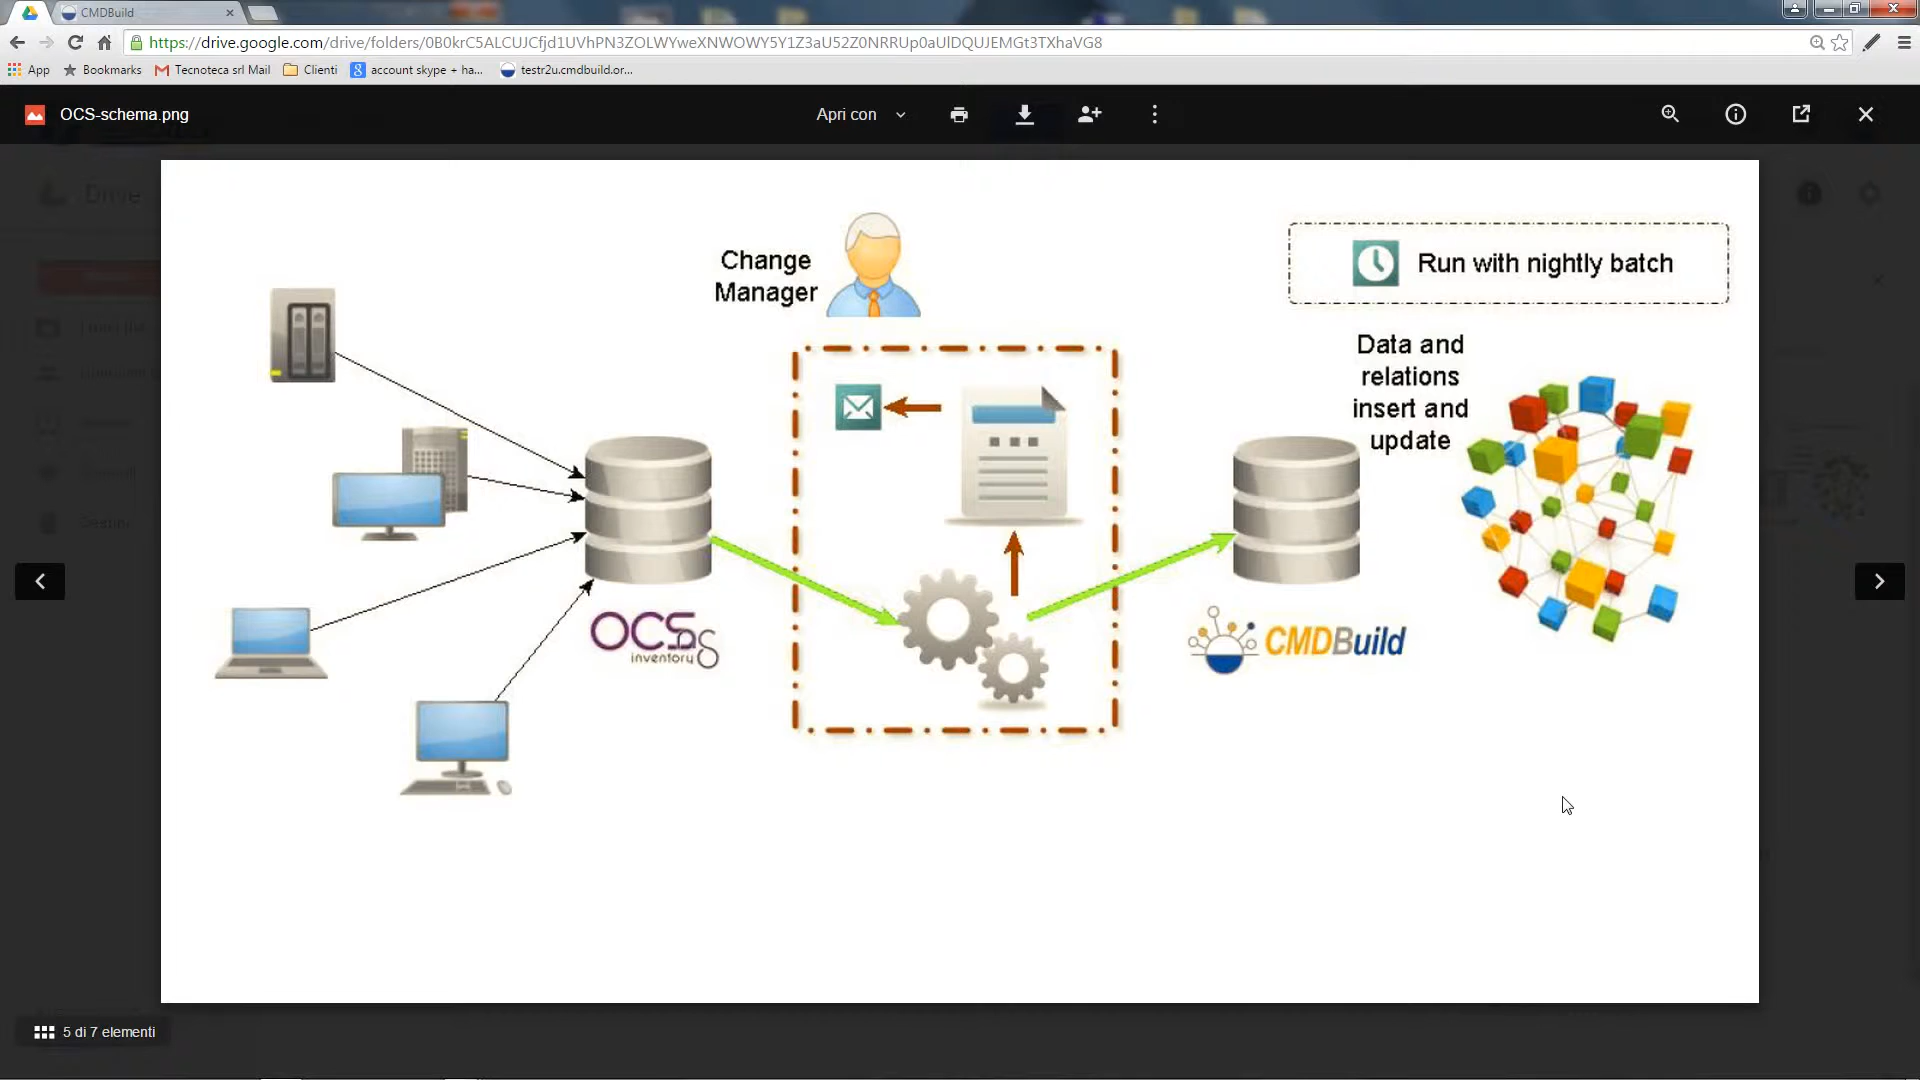 CMDBuild
https://drive.google.com/drive/folders/0B0krC5ALCUJCfjd1UVhPN3ZOLWYweXNWOWY5Y1Z3aU52Z0NRRUp0aUlDQUJEMGt3TXhaVG8
App Bookmarks Tecnoteca srl Mail Clienti account skype + ha... testr2u.cmdbuild.or...
OCS-schema.png
Apri con
Drive
Change
Manager
Run with nightly batch
Data and
relations
insert and
update
OCS
inventory
CMDBuild
5 di 7 elementi